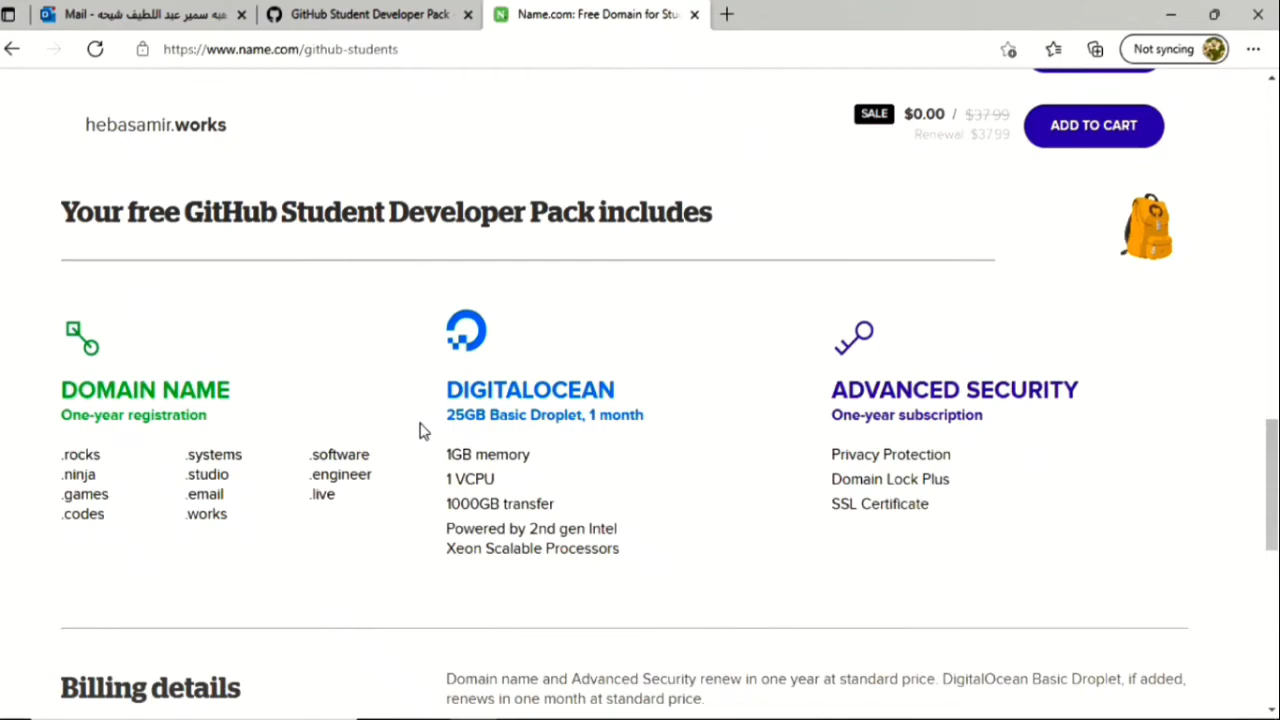 Mail - هبه سمير عبد اللطيف شيحه
GitHub Student Developer Pack -
Name.com: Free Domain for Stu
https://www.name.com/github-students
Not syncing
hebasamir.works
SALE $0.00 / $37.99
Renewal $37.99
ADD TO CART
Your free GitHub Student Developer Pack includes
DOMAIN NAME
One-year registration
.rocks .systems .software
.ninja .studio .engineer
.games .email .live
.codes .works
DIGITALOCEAN
25GB Basic Droplet, 1 month
1GB memory
1 VCPU
1000GB transfer
Powered by 2nd gen Intel
Xeon Scalable Processors
ADVANCED SECURITY
One-year subscription
Privacy Protection
Domain Lock Plus
SSL Certificate
Billing details
Domain name and Advanced Security renew in one year at standard price. DigitalOcean Basic Droplet, if added,
renews in one month at standard price.